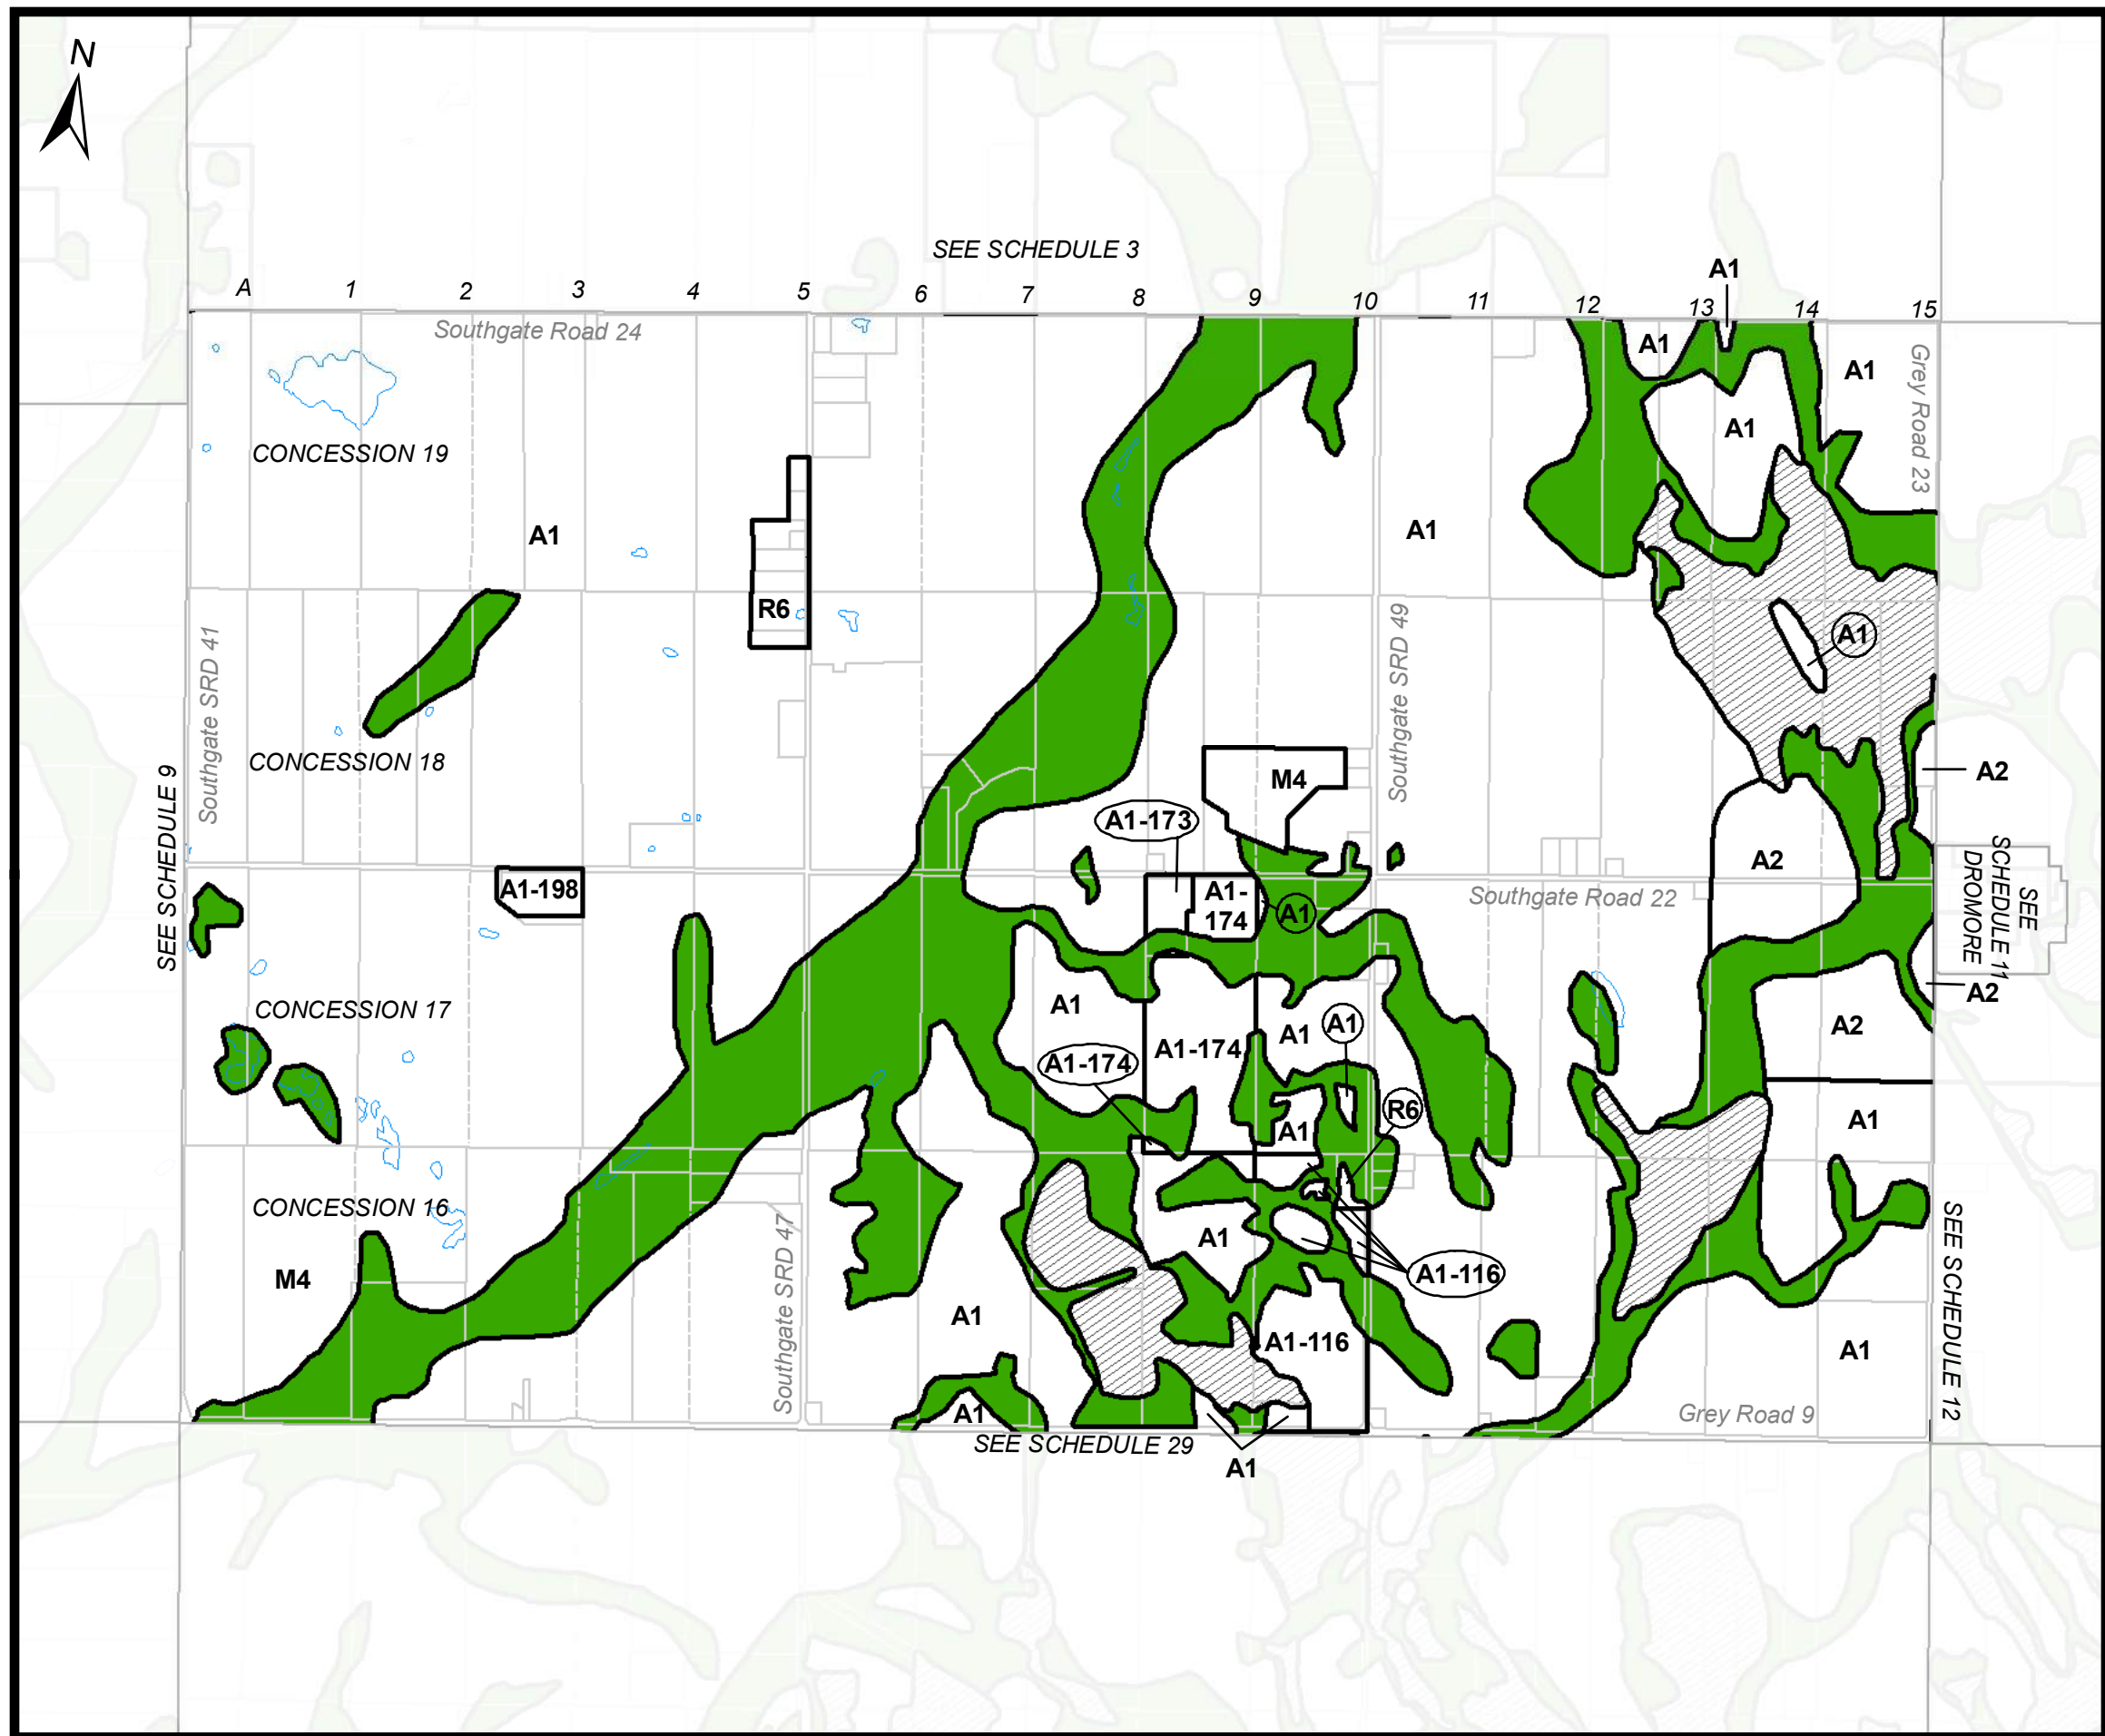 N
SEE SCHEDULE 3
A1
A 1 2 3 4 5 6 7 8 9 10 11 12 13 14 15
Southgate Road 24
A1
A1
Grey Road 23
A1
CONCESSION 19
A1
A1
R6
A1
Southgate SRD 41
Southgate SRD 49
CONCESSION 18
SEE SCHEDULE 9
M4
A2
A1-173
A2
A1-198
A1-
174
A1
Southgate Road 22
SEE
SCHEDULE 11
DROMORE
A2
CONCESSION 17
A1
A1
A1
A2
A1-174
A1-174
R6
A1
A1
CONCESSION 16
A1
M4
A1-116
Southgate SRD 47
SEE SCHEDULE 12
A1
A1-116
A1
A1
Grey Road 9
SEE SCHEDULE 29
A1